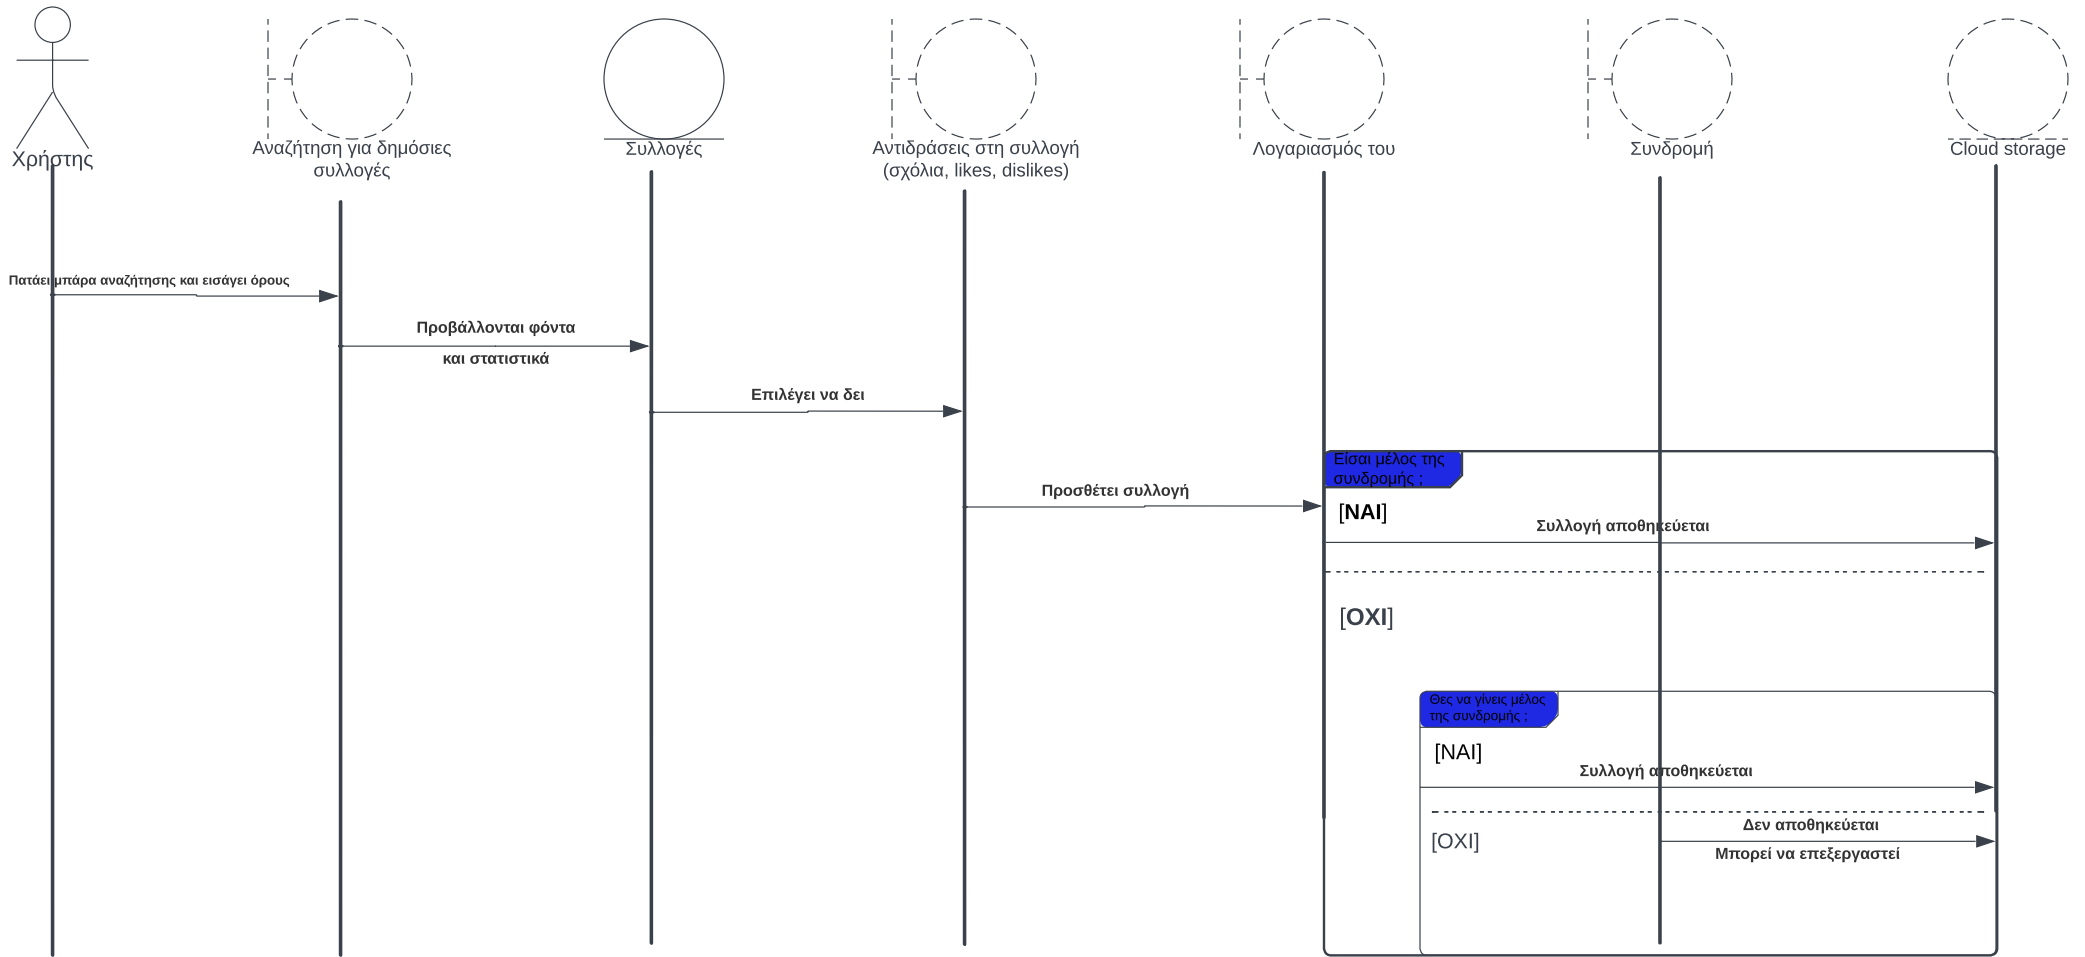 Χρήστης
Αναζήτηση για δημόσιες
συλλογές
Συλλογές
Αντιδράσεις στη συλλογή
(σχόλια, likes, dislikes)
Λογαριασμός του
Συνδρομή
Cloud storage
Πατάει μπάρα αναζήτησης και εισάγει όρους
Προβάλλονται φόντα
και στατιστικά
Επιλέγει να δει
Προσθέτει συλλογή
Είσαι μέλος της
συνδρομής ;
[ΝΑΙ]
Συλλογή αποθηκεύεται
[ΟΧΙ]
Θες να γίνεις μέλος
της συνδρομής ;
[ΝΑΙ]
Συλλογή αποθηκεύεται
Δεν αποθηκεύεται
[ΟΧΙ]
Μπορεί να επεξεργαστεί